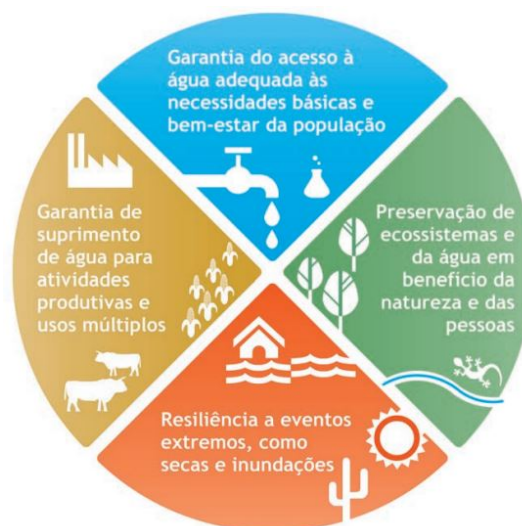 Garantia do acesso à
água adequada às
necessidades básicas e
bem-estar da população
Garantia de
suprimento
de água para
atividades
produtivas e
usos múltiplos
Preservação de
ecossistemas e
da água em
benefício da
natureza e das
pessoas
Resiliência a eventos
extremos, como
secas e inundações